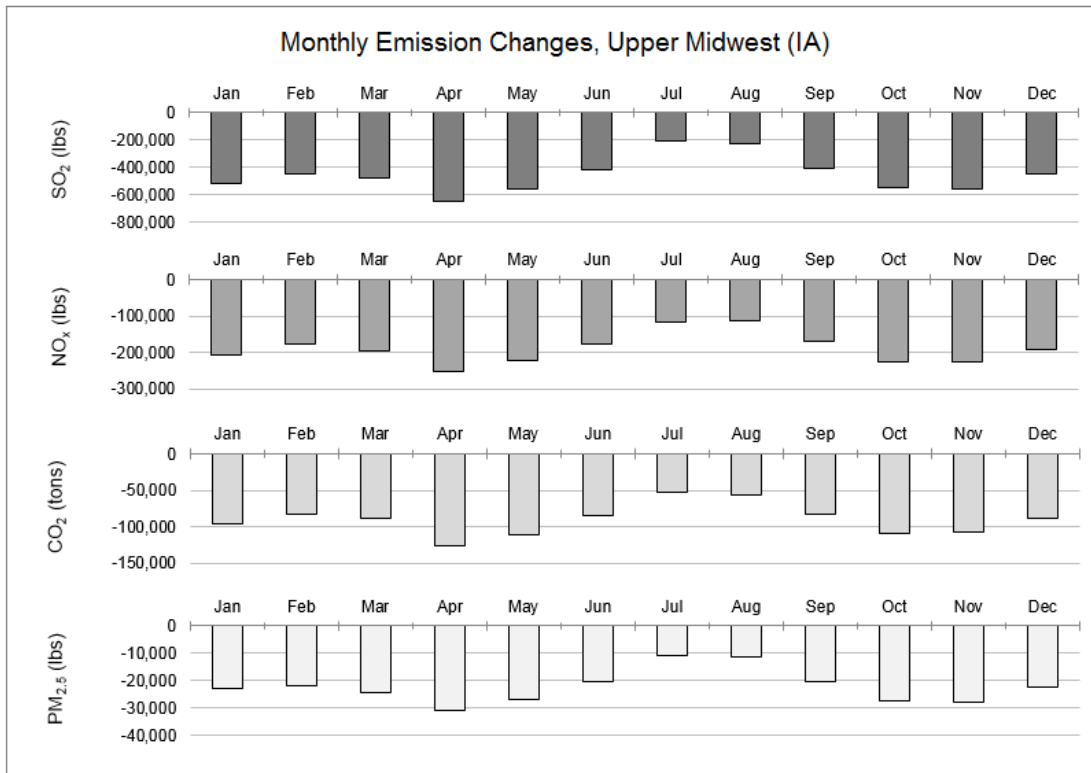 Monthly Emission Changes, Upper Midwest (IA)
Jan Feb Mar Apr May Jun Jul Aug Sep Oct Nov Dec
SO₂ (lbs)
0
-200,000
-400,000
-600,000
-800,000
Jan Feb Mar Apr May Jun Jul Aug Sep Oct Nov Dec
NOₓ (lbs)
0
-100,000
-200,000
-300,000
Jan Feb Mar Apr May Jun Jul Aug Sep Oct Nov Dec
CO₂ (tons)
0
-50,000
-100,000
-150,000
Jan Feb Mar Apr May Jun Jul Aug Sep Oct Nov Dec
PM₂.₅ (lbs)
0
-10,000
-20,000
-30,000
-40,000